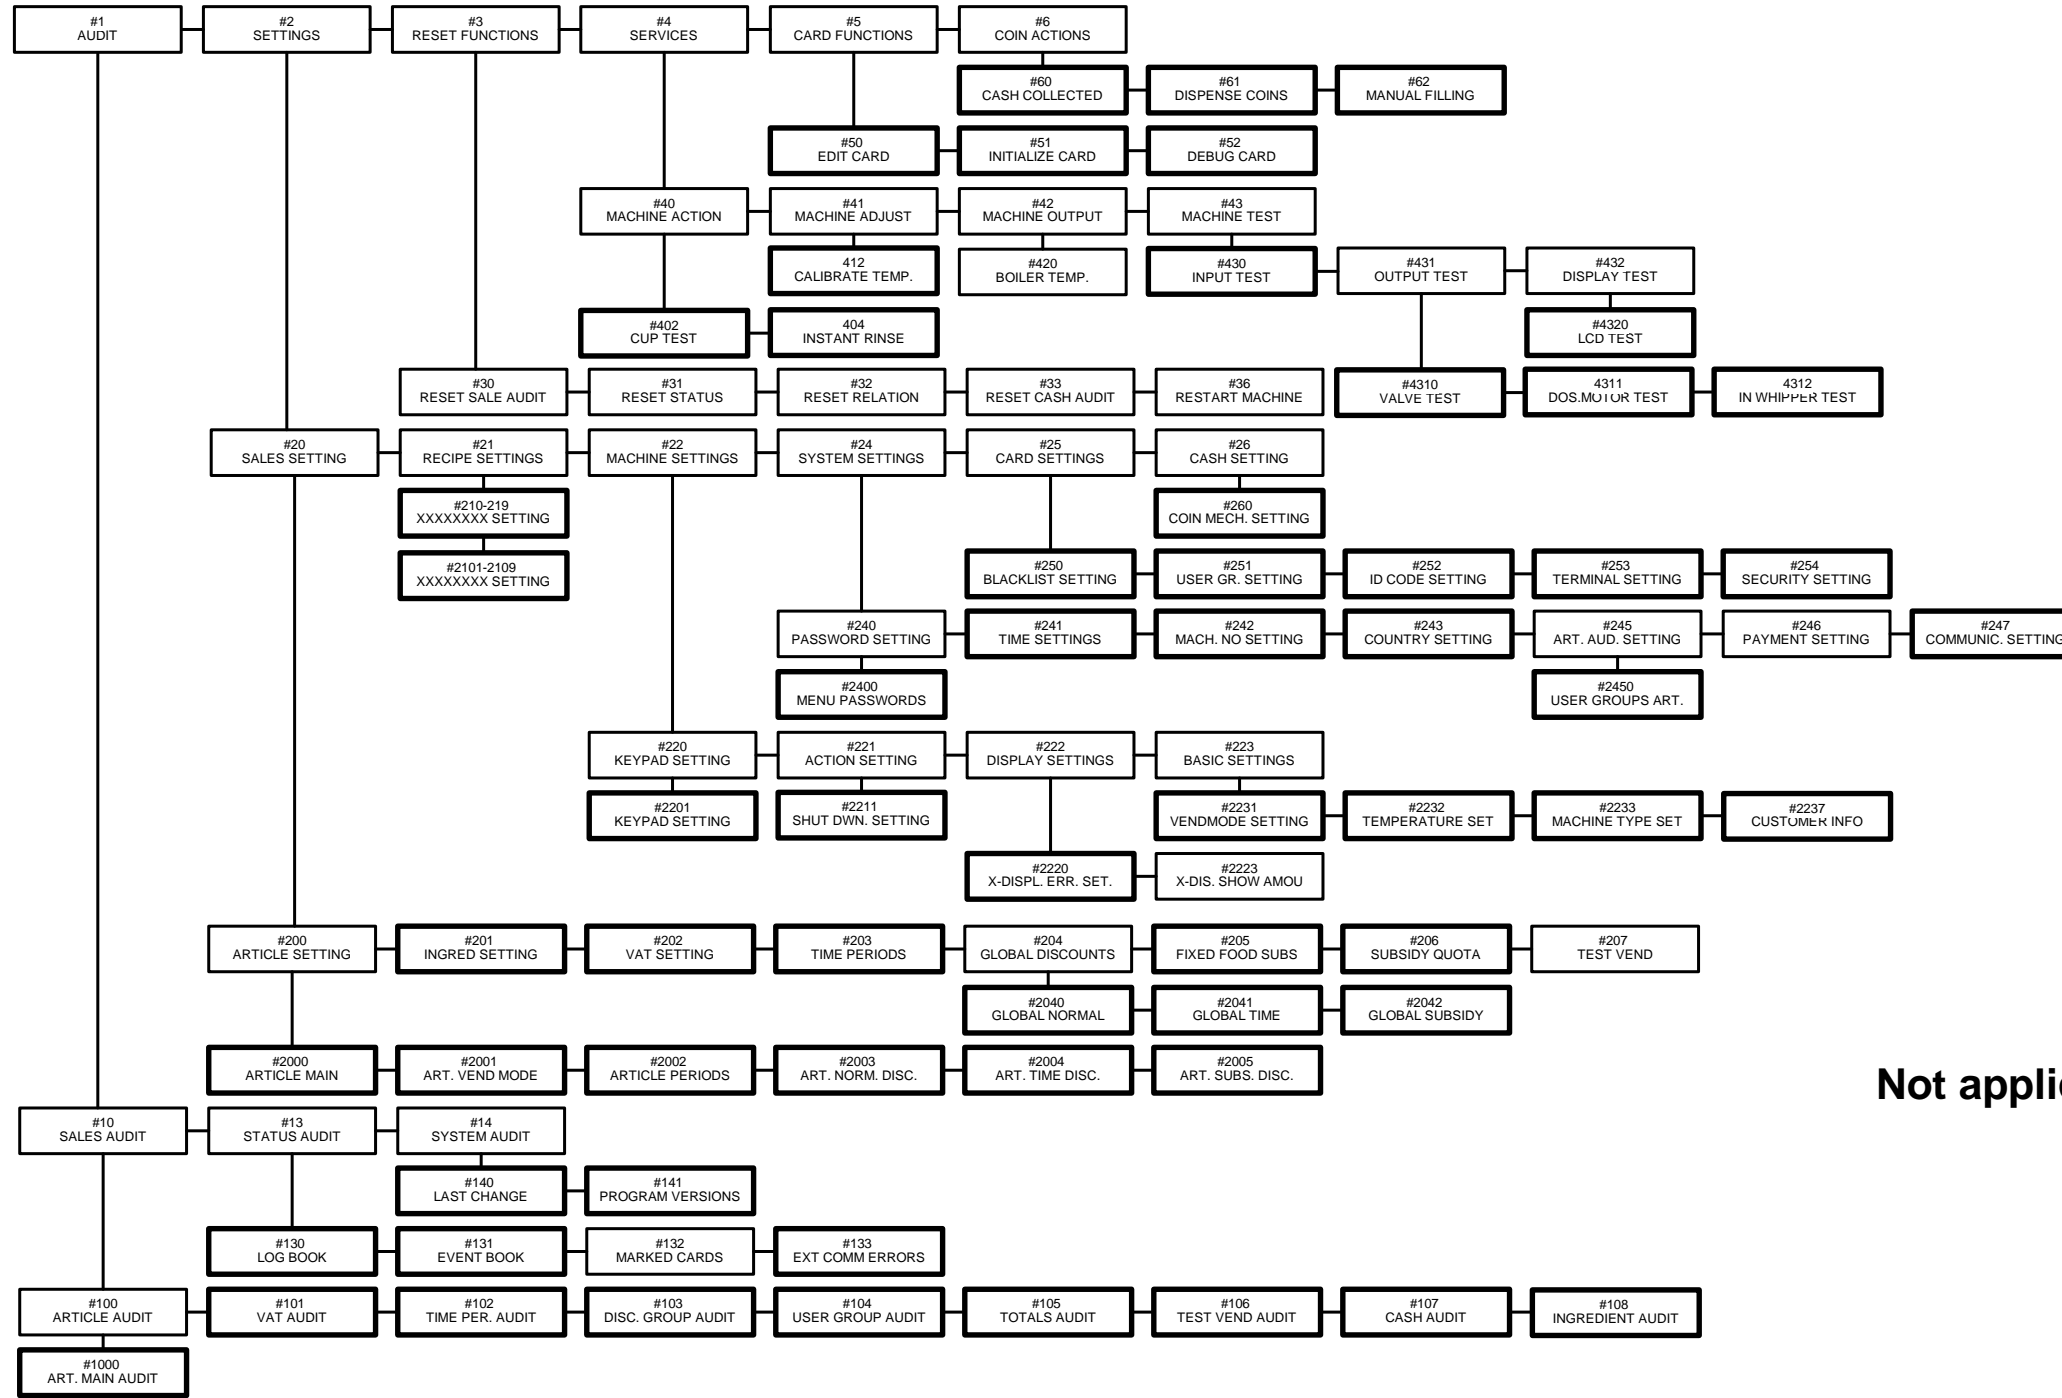 #1
AUDIT
#2
SETTINGS
#3
RESET FUNCTIONS
#4
SERVICES
#5
CARD FUNCTIONS
#6
COIN ACTIONS
#60
CASH COLLECTED
#61
DISPENSE COINS
#62
MANUAL FILLING
#50
EDIT CARD
#51
INITIALIZE CARD
#52
DEBUG CARD
#40
MACHINE ACTION
#41
MACHINE ADJUST
#42
MACHINE OUTPUT
#43
MACHINE TEST
412
CALIBRATE TEMP.
#420
BOILER TEMP.
#430
INPUT TEST
#431
OUTPUT TEST
#432
DISPLAY TEST
#402
CUP TEST
404
INSTANT RINSE
#4320
LCD TEST
#30
RESET SALE AUDIT
#31
RESET STATUS
#32
RESET RELATION
#33
RESET CASH AUDIT
#36
RESTART MACHINE
#4310
VALVE TEST
4311
DOS.MOTOR TEST
4312
IN WHIPPER TEST
#20
SALES SETTING
#21
RECIPE SETTINGS
#22
MACHINE SETTINGS
#24
SYSTEM SETTINGS
#25
CARD SETTINGS
#26
CASH SETTING
#210-219
XXXXXXXX SETTING
#260
COIN MECH. SETTING
#2101-2109
XXXXXXXX SETTING
#250
BLACKLIST SETTING
#251
USER GR. SETTING
#252
ID CODE SETTING
#253
TERMINAL SETTING
#254
SECURITY SETTING
#240
PASSWORD SETTING
#241
TIME SETTINGS
#242
MACH. NO SETTING
#243
COUNTRY SETTING
#245
ART. AUD. SETTING
#246
PAYMENT SETTING
#247
COMMUNIC. SETTING
#2400
MENU PASSWORDS
#2450
USER GROUPS ART.
#220
KEYPAD SETTING
#221
ACTION SETTING
#222
DISPLAY SETTINGS
#223
BASIC SETTINGS
#2201
KEYPAD SETTING
#2211
SHUT DWN. SETTING
#2231
VENDMODE SETTING
#2232
TEMPERATURE SET
#2233
MACHINE TYPE SET
#2237
CUSTOMER INFO
#2220
X-DISPL. ERR. SET.
#2223
X-DIS. SHOW AMOU
#200
ARTICLE SETTING
#201
INGRED SETTING
#202
VAT SETTING
#203
TIME PERIODS
#204
GLOBAL DISCOUNTS
#205
FIXED FOOD SUBS
#206
SUBSIDY QUOTA
#207
TEST VEND
#2040
GLOBAL NORMAL
#2041
GLOBAL TIME
#2042
GLOBAL SUBSIDY
#2000
ARTICLE MAIN
#2001
ART. VEND MODE
#2002
ARTICLE PERIODS
#2003
ART. NORM. DISC.
#2004
ART. TIME DISC.
#2005
ART. SUBS. DISC.
Not appli
#10
SALES AUDIT
#13
STATUS AUDIT
#14
SYSTEM AUDIT
#140
LAST CHANGE
#141
PROGRAM VERSIONS
#130
LOG BOOK
#131
EVENT BOOK
#132
MARKED CARDS
#133
EXT COMM ERRORS
#100
ARTICLE AUDIT
#101
VAT AUDIT
#102
TIME PER. AUDIT
#103
DISC. GROUP AUDIT
#104
USER GROUP AUDIT
#105
TOTALS AUDIT
#106
TEST VEND AUDIT
#107
CASH AUDIT
#108
INGREDIENT AUDIT
#1000
ART. MAIN AUDIT